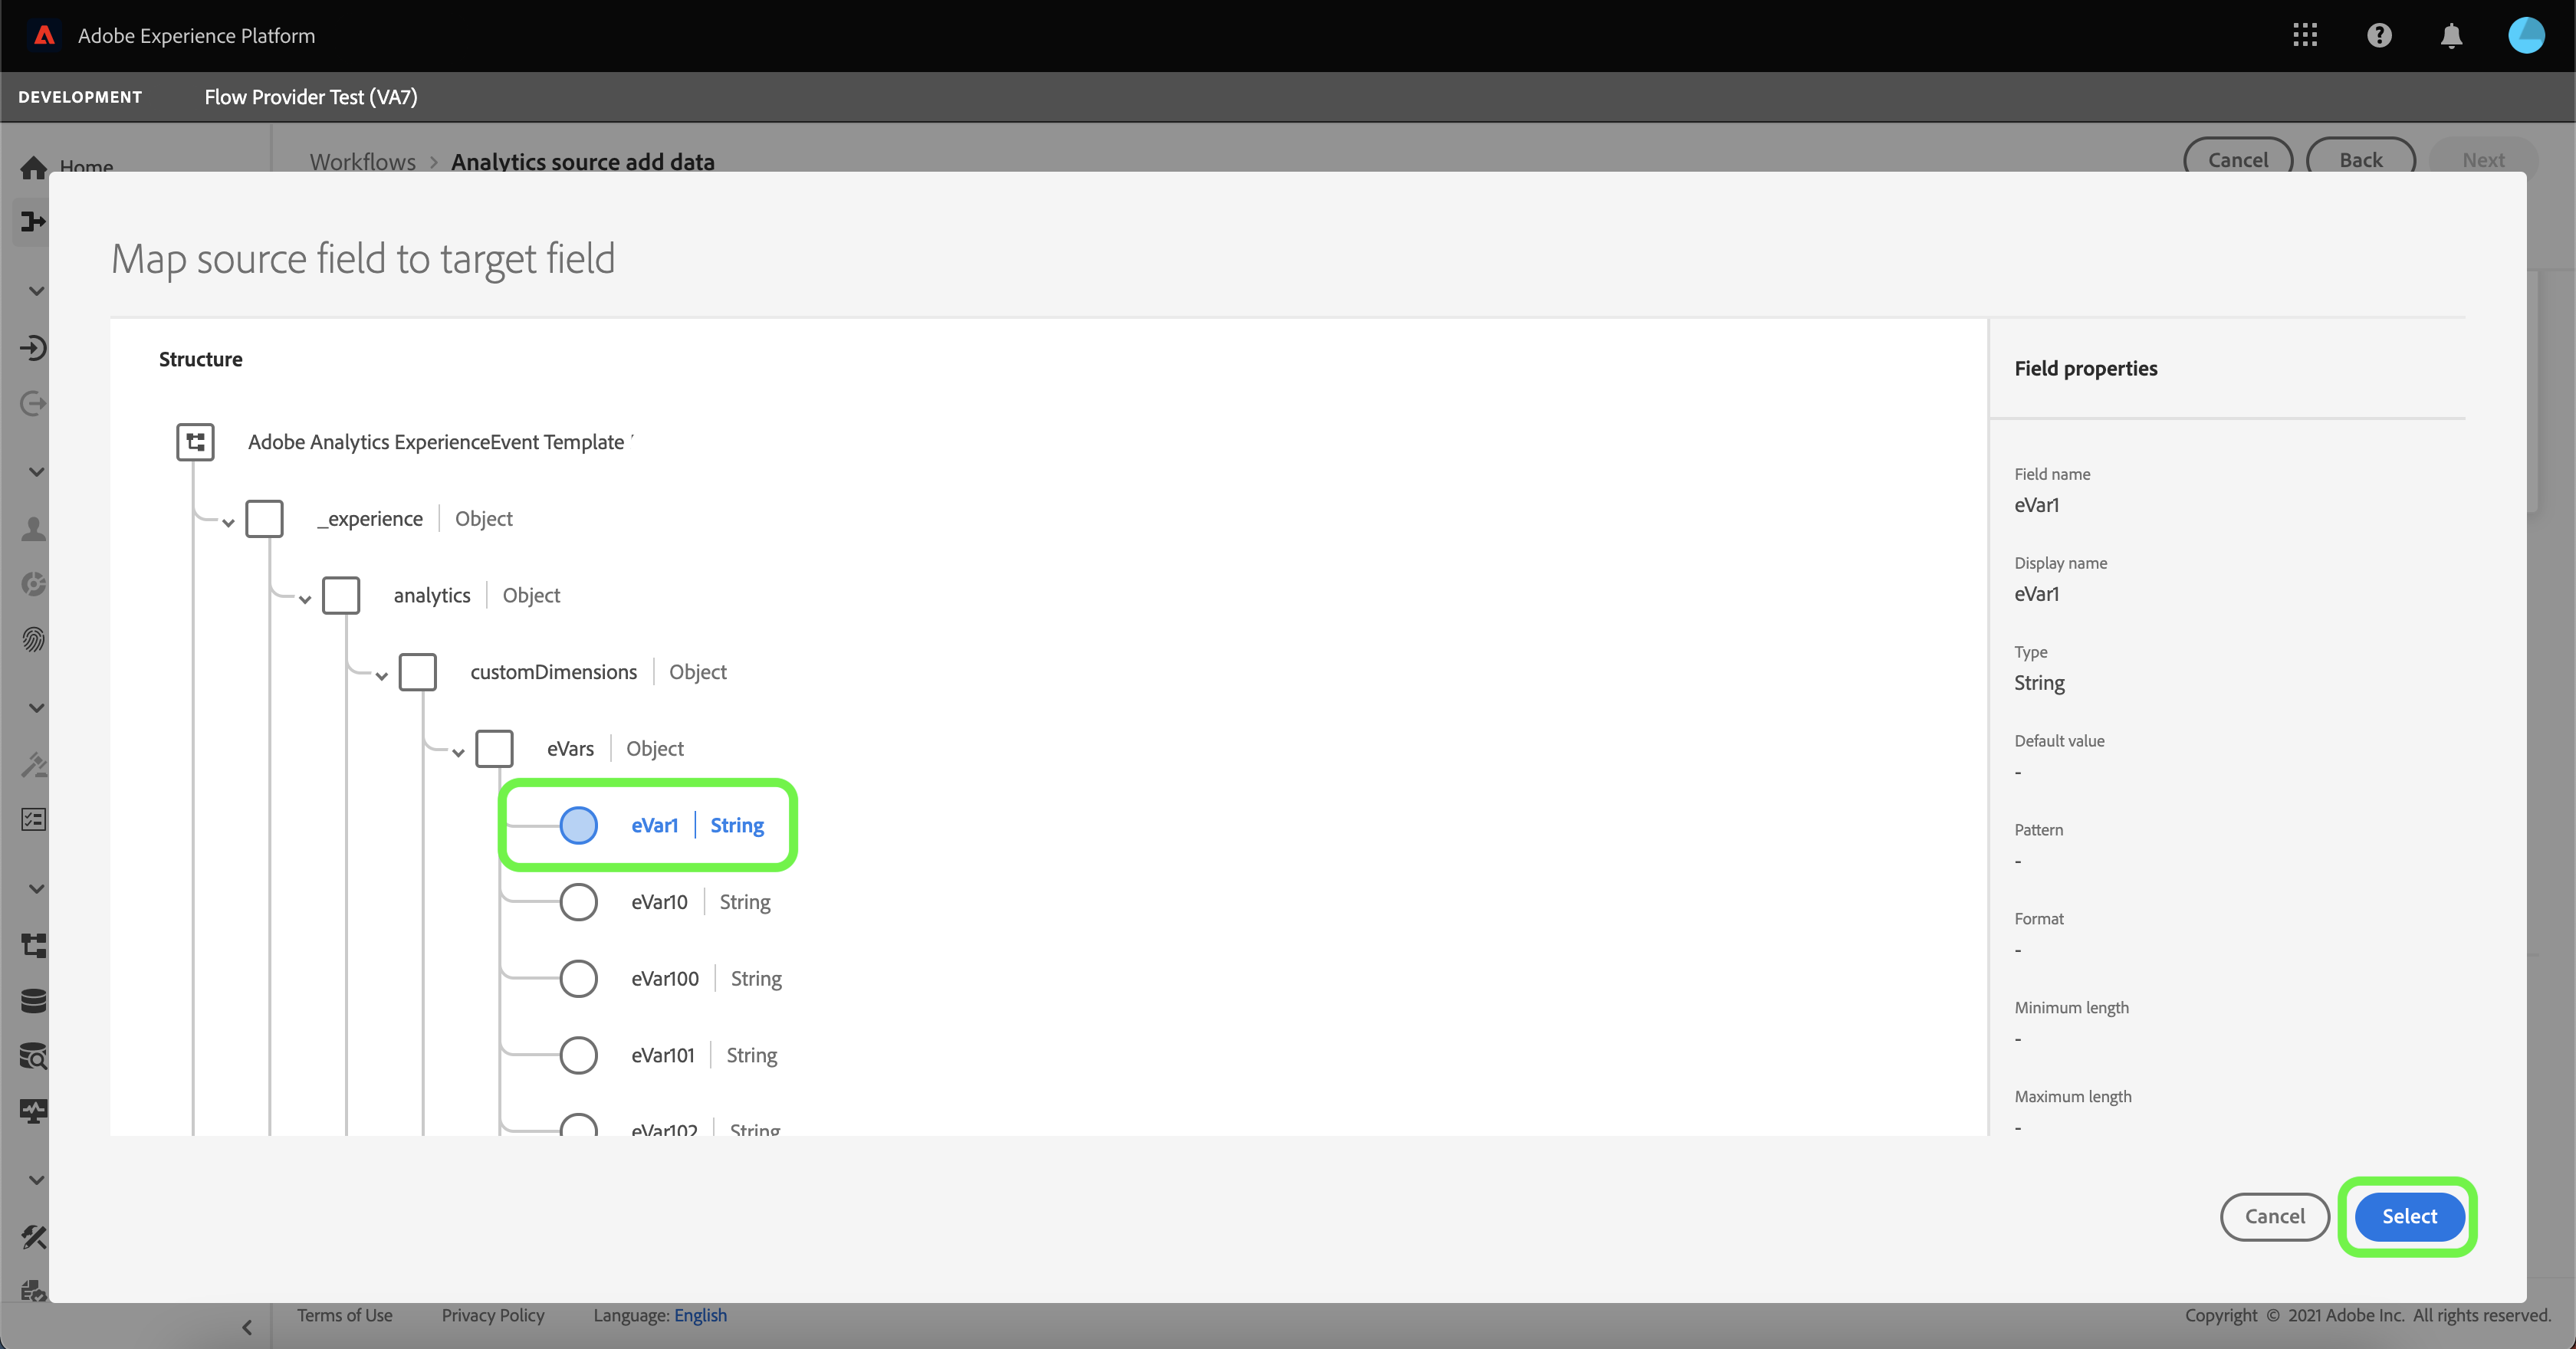 Adobe Experience Platform
DEVELOPMENT Flow Provider Test (VA7)
Home
Workflows > Analytics source add data
Cancel Back Next
Map source field to target field
Structure
Adobe Analytics ExperienceEvent Template
_experience Object
analytics Object
customDimensions Object
eVars Object
eVar1 String
eVar10 String
eVar100 String
eVar101 String
eVar102 String
Field properties
Field name
eVar1
Display name
eVar1
Type
String
Default value
-
Pattern
-
Format
-
Minimum length
-
Maximum length
-
Cancel Select
Terms of Use Privacy Policy Language: English
Copyright © 2021 Adobe Inc. All rights reserved.